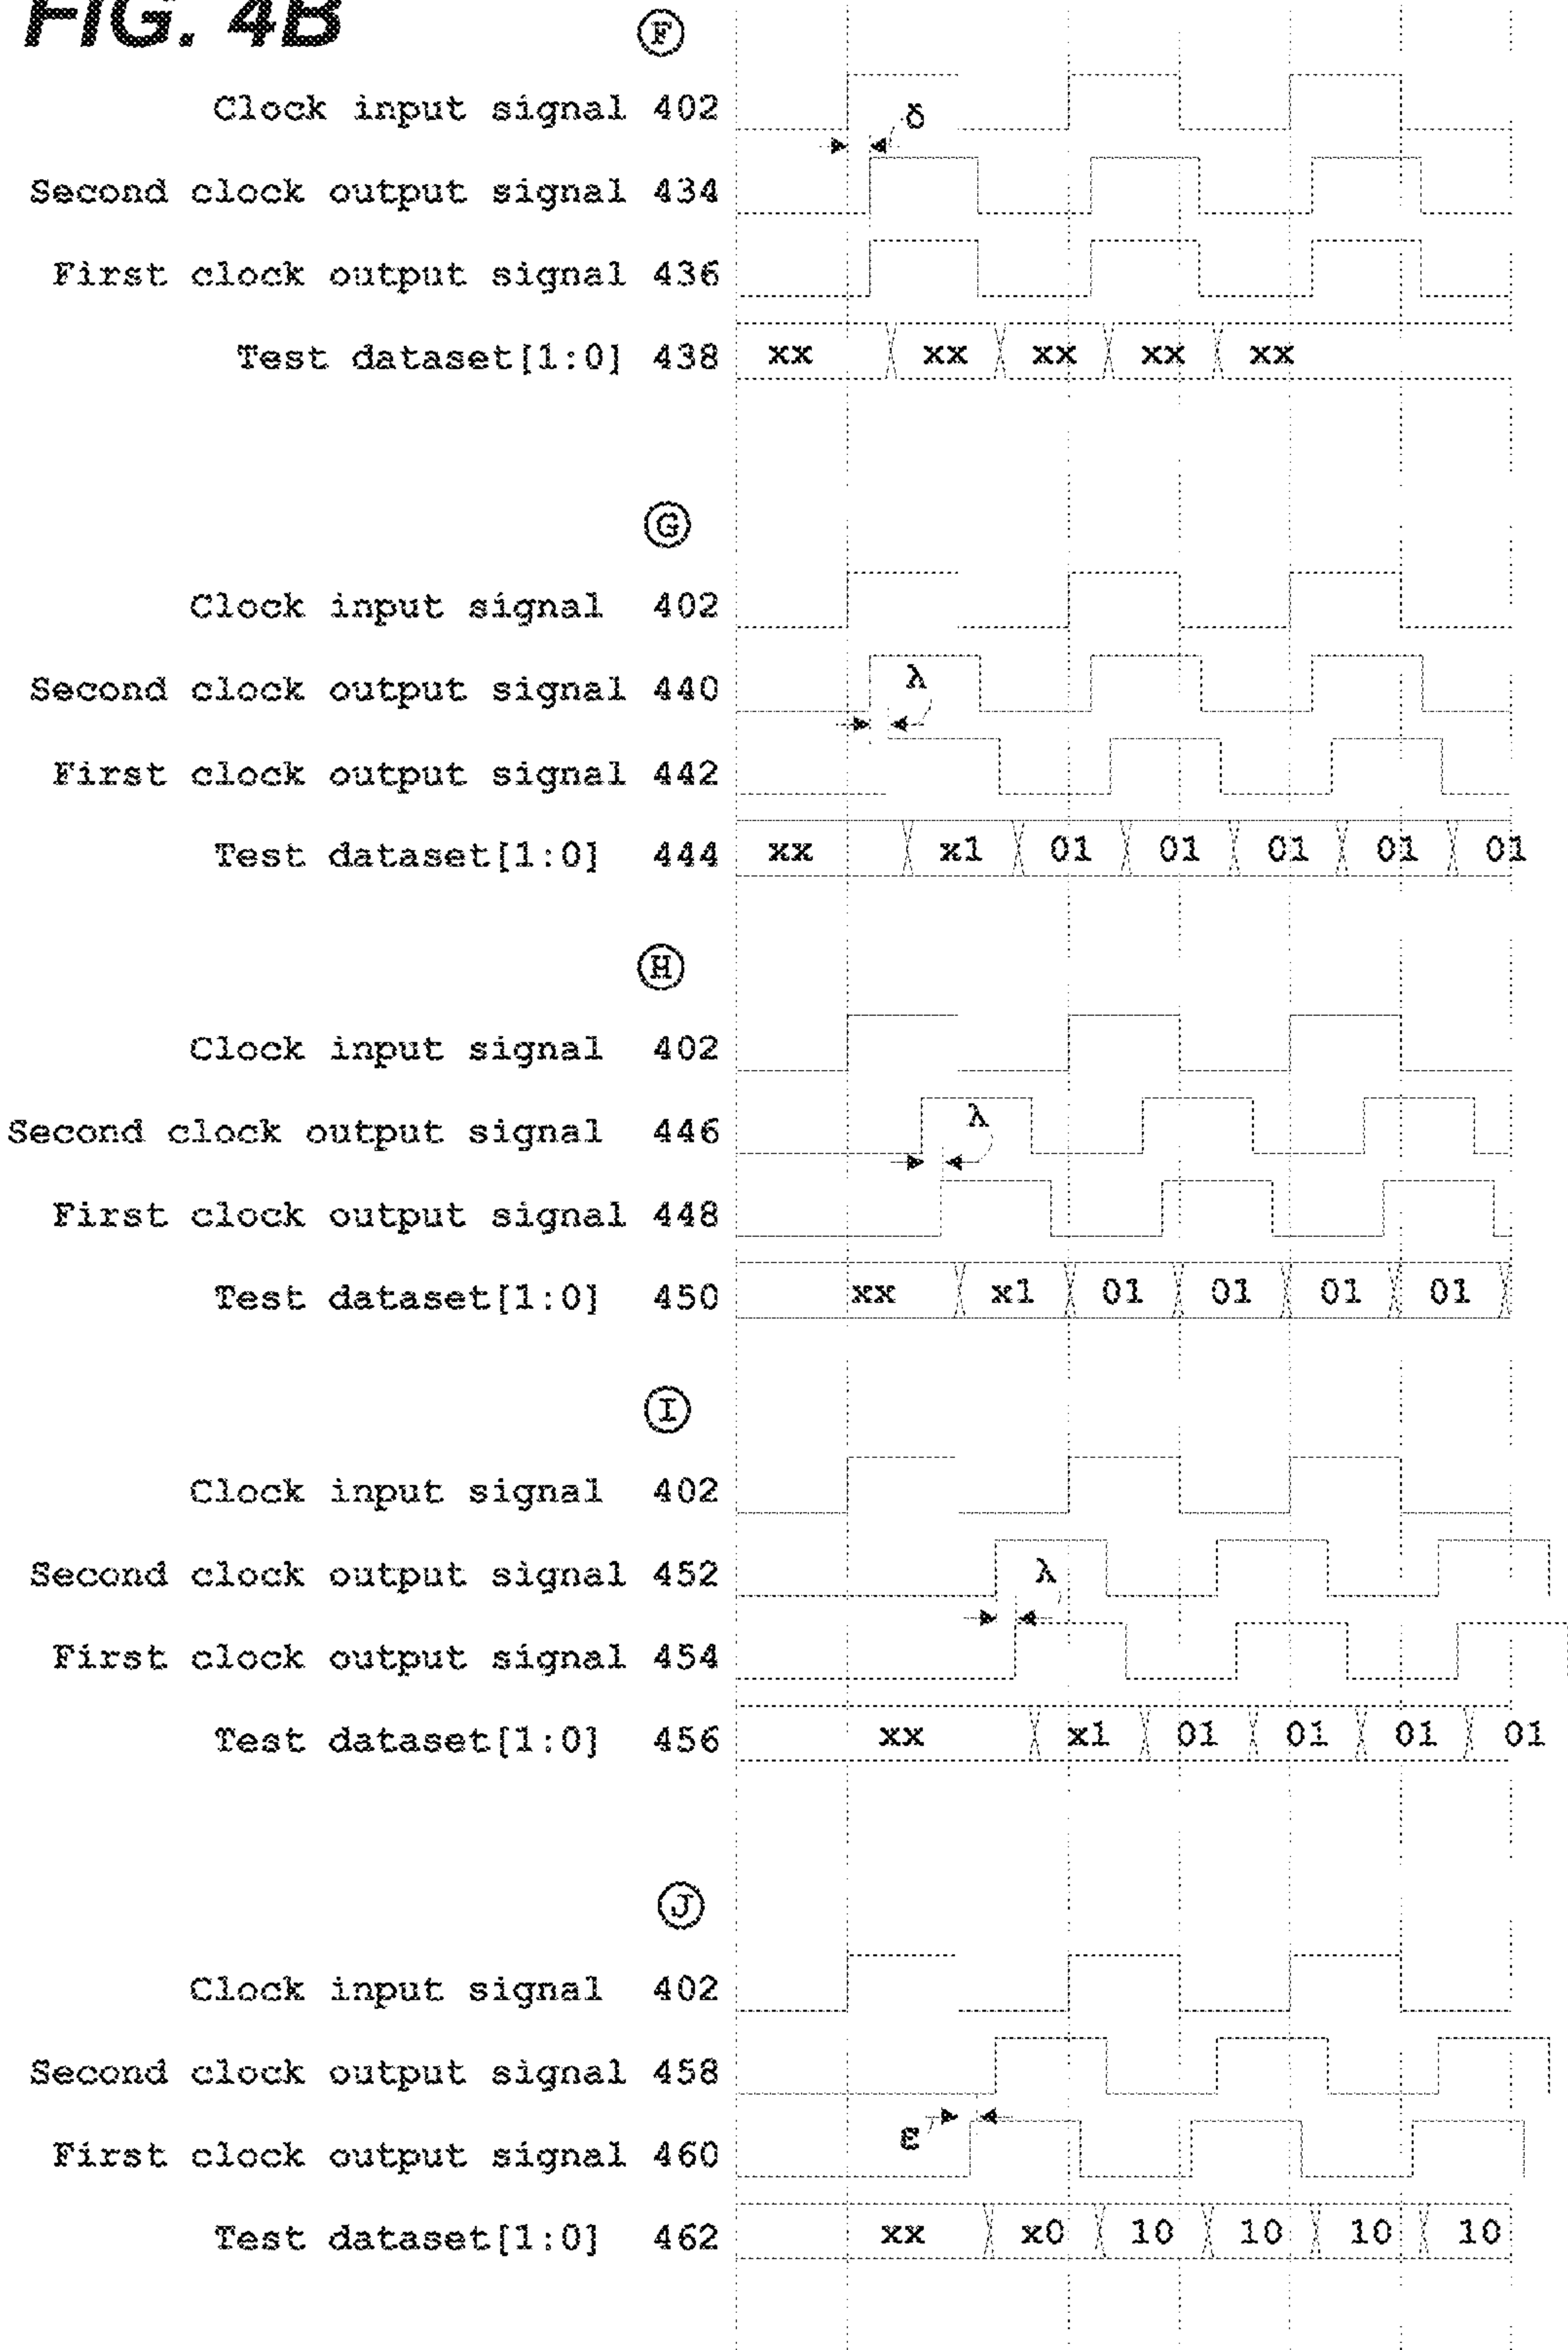 FIG. 4B
F
Clock input signal 402
δ
Second clock output signal 434
First clock output signal 436
Test dataset[1:0] 438 xx xx xx xx xx
G
Clock input signal 402
Second clock output signal 440
λ
First clock output signal 442
Test dataset[1:0] 444 xx x1 01 01 01 01 01
H
Clock input signal 402
Second clock output signal 446
λ
First clock output signal 448
Test dataset[1:0] 450 xx x1 01 01 01 01
I
Clock input signal 402
Second clock output signal 452
λ
First clock output signal 454
Test dataset[1:0] 456 xx x1 01 01 01 01
J
Clock input signal 402
Second clock output signal 458
ε
First clock output signal 460
Test dataset[1:0] 462 xx x0 10 10 10 10